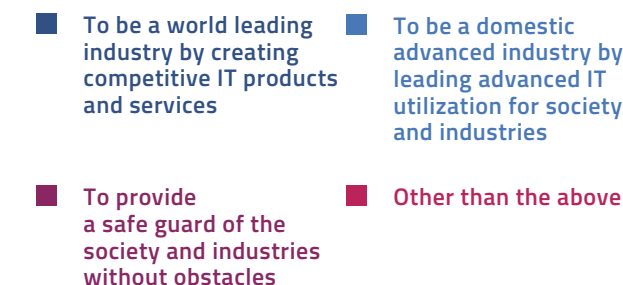 To be a world leading
industry by creating
competitive IT products
and services
To be a domestic
advanced industry by
leading advanced IT
utilization for society
and industries
To provide
a safe guard of the
society and industries
without obstacles
Other than the above